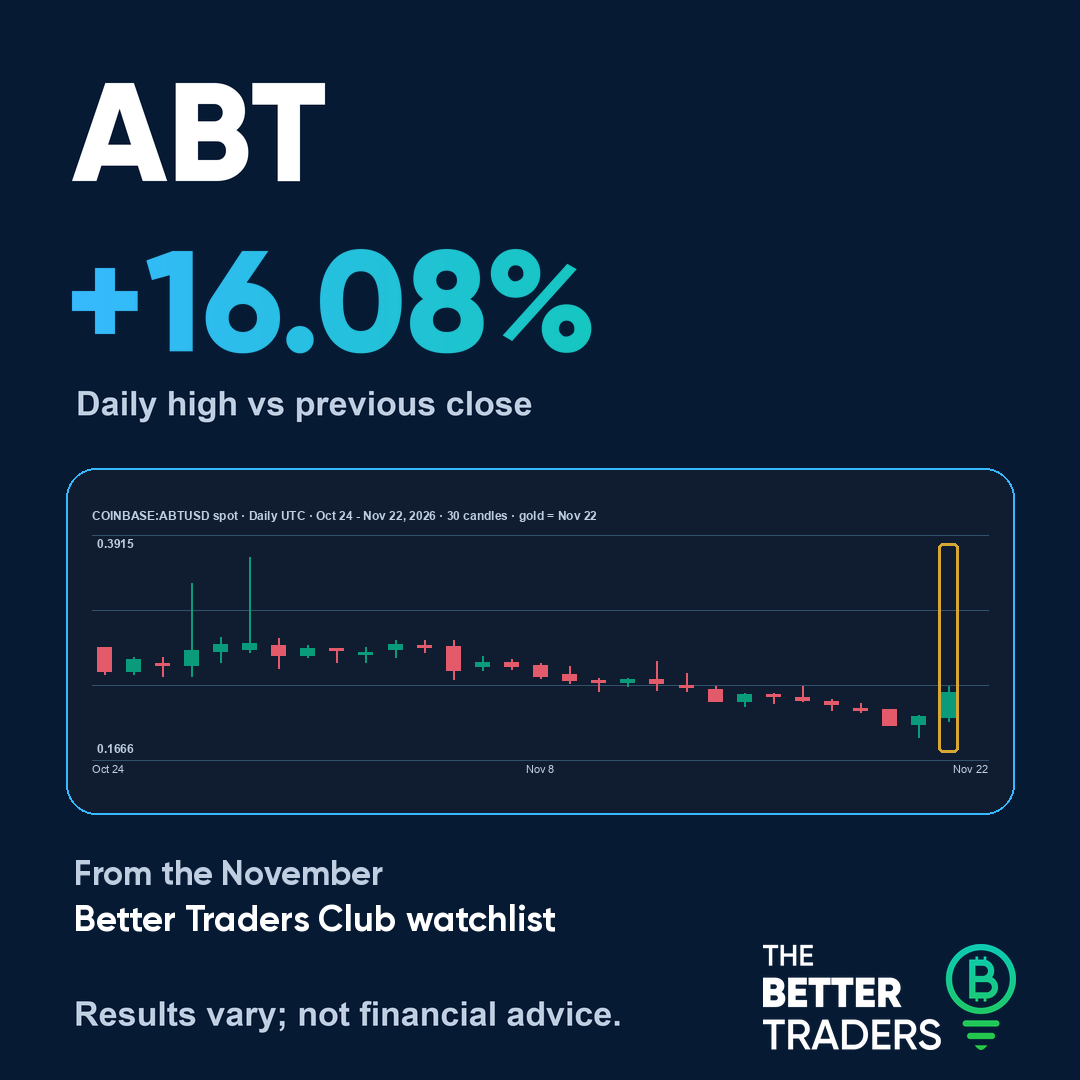 ABT
+16.08%
Daily high vs previous close
COINBASE:ABTUSD spot · Daily UTC · Oct 24 - Nov 22, 2026 · 30 candles · gold = Nov 22
0.3915
0.1666
Oct 24
Nov 8
Nov 22
From the November
Better Traders Club watchlist
Results vary; not financial advice.
THE
BETTER
TRADERS